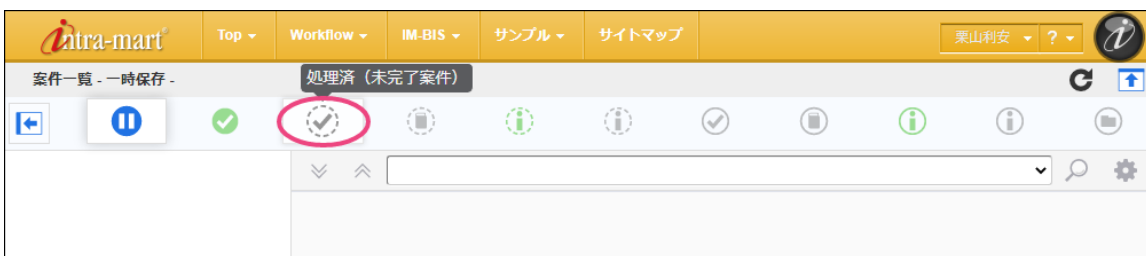 intra-mart Top Workflow IM-BIS サンプル サイトマップ 栗山利安 ?
案件一覧 - 一時保存 -
処理済（未完了案件）